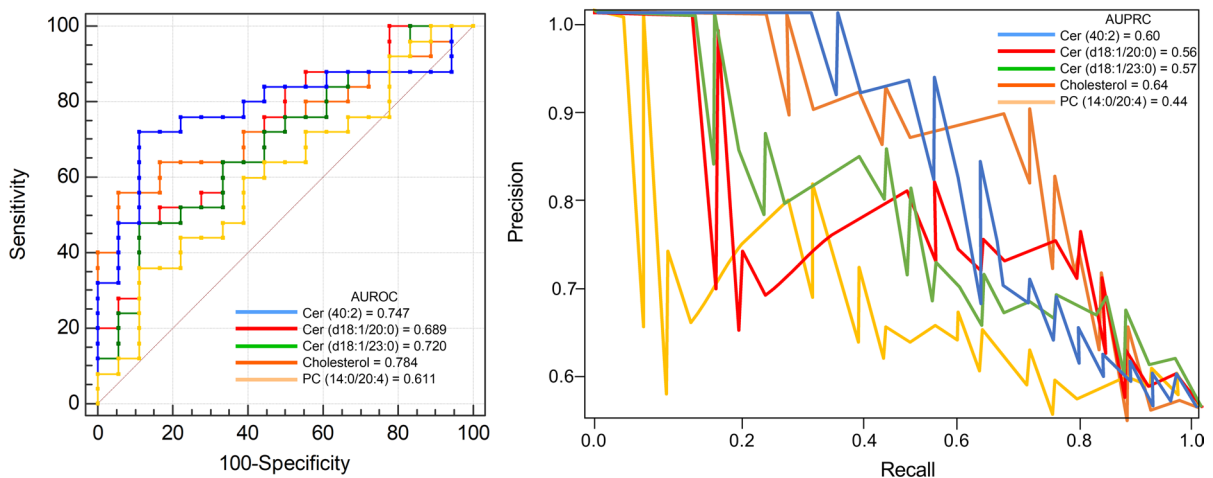 100
80
60
40
20
0
Sensitivity
AUROC
Cer (40:2) = 0.747
Cer (d18:1/20:0) = 0.689
Cer (d18:1/23:0) = 0.720
Cholesterol = 0.784
PC (14:0/20:4) = 0.611
0 20 40 60 80 100
100-Specificity
1.0
0.9
0.8
0.7
0.6
Precision
AUPRC
Cer (40:2) = 0.60
Cer (d18:1/20:0) = 0.56
Cer (d18:1/23:0) = 0.57
Cholesterol = 0.64
PC (14:0/20:4) = 0.44
0.0 0.2 0.4 0.6 0.8 1.0
Recall